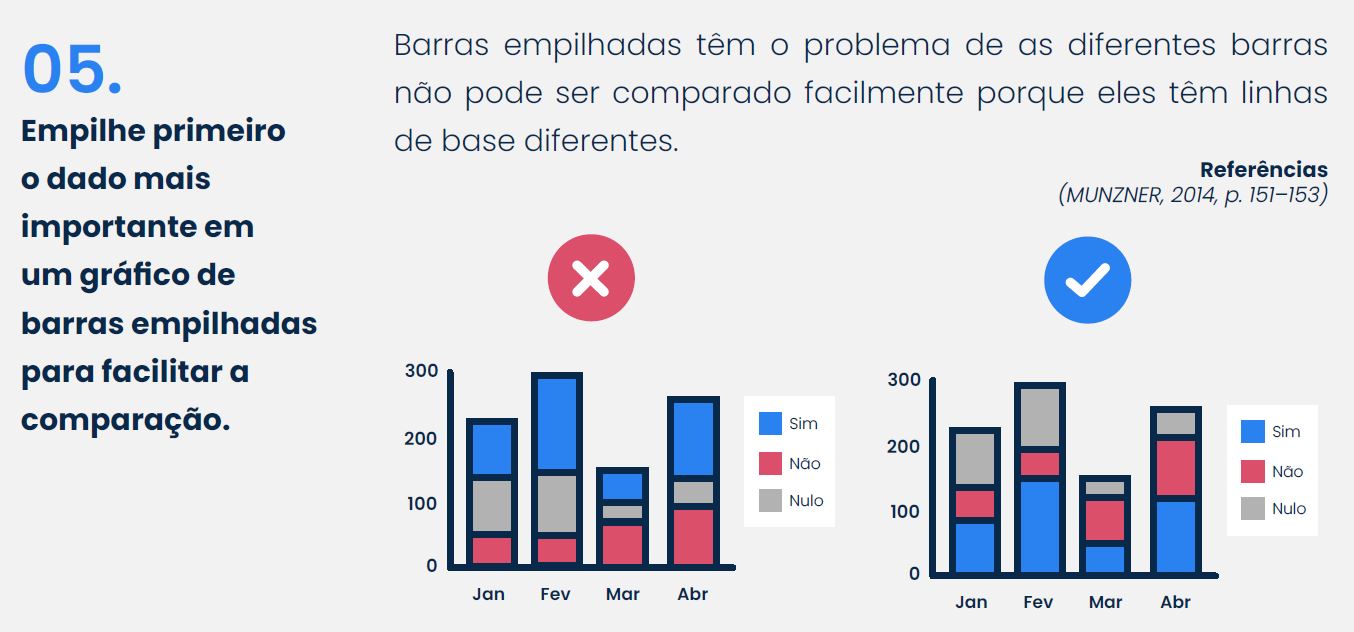 05.
Empilhe primeiro
o dado mais
importante em
um gráfico de
barras empilhadas
para facilitar a
comparação.
Barras empilhadas têm o problema de as diferentes barras
não pode ser comparado facilmente porque eles têm linhas
de base diferentes.
Referências
(MUNZNER, 2014, p. 151–153)
300
200
100
0
Jan Fev Mar Abr
Sim
Não
Nulo
300
200
100
0
Jan Fev Mar Abr
Sim
Não
Nulo